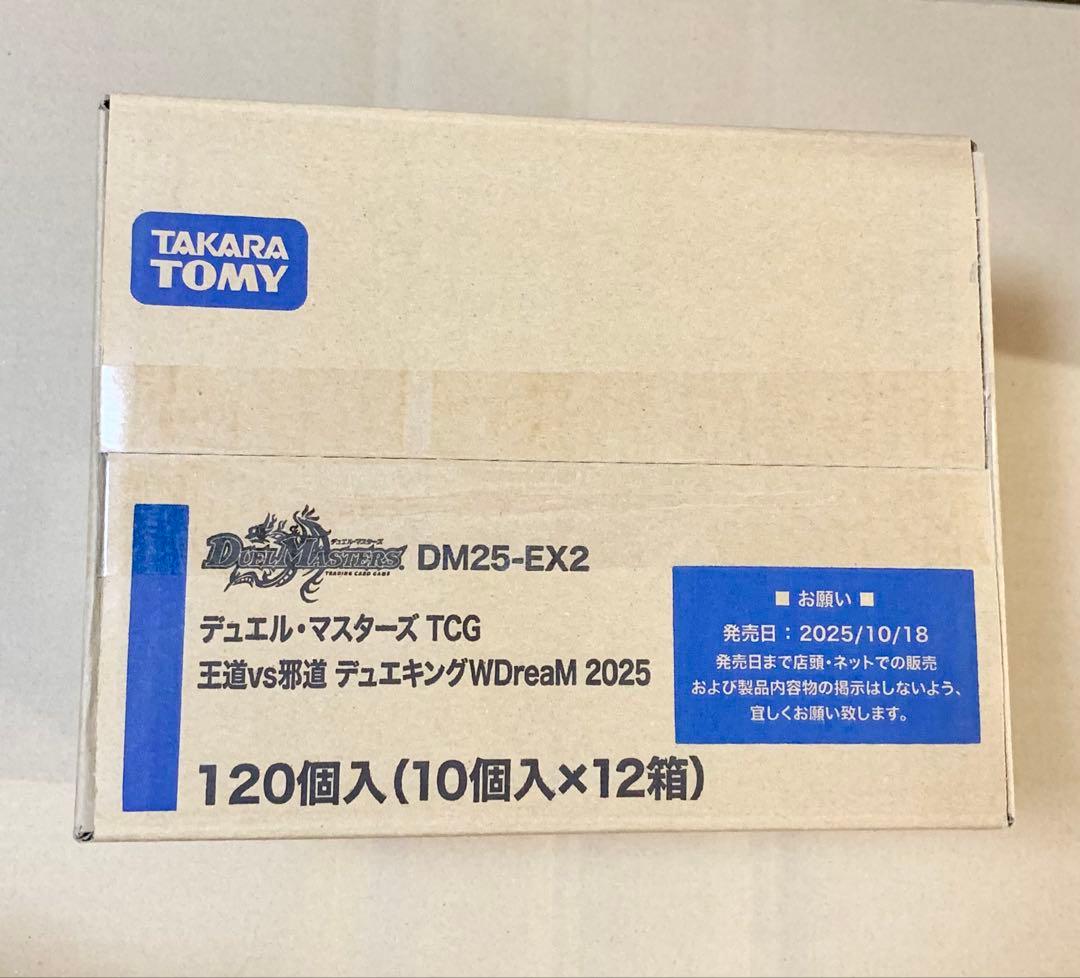 TAKARA
TOMY
デュエル・マスターズ
DUEL MASTERS
TRADING CARD GAME
DM25-EX2
デュエル・マスターズ TCG
王道vs邪道 デュエキングWDreaM 2025
120個入(10個入×12箱)
■ お願い ■
発売日：2025/10/18
発売日まで店頭・ネットでの販売
および製品内容物の掲示はしないよう、
宜しくお願い致します。